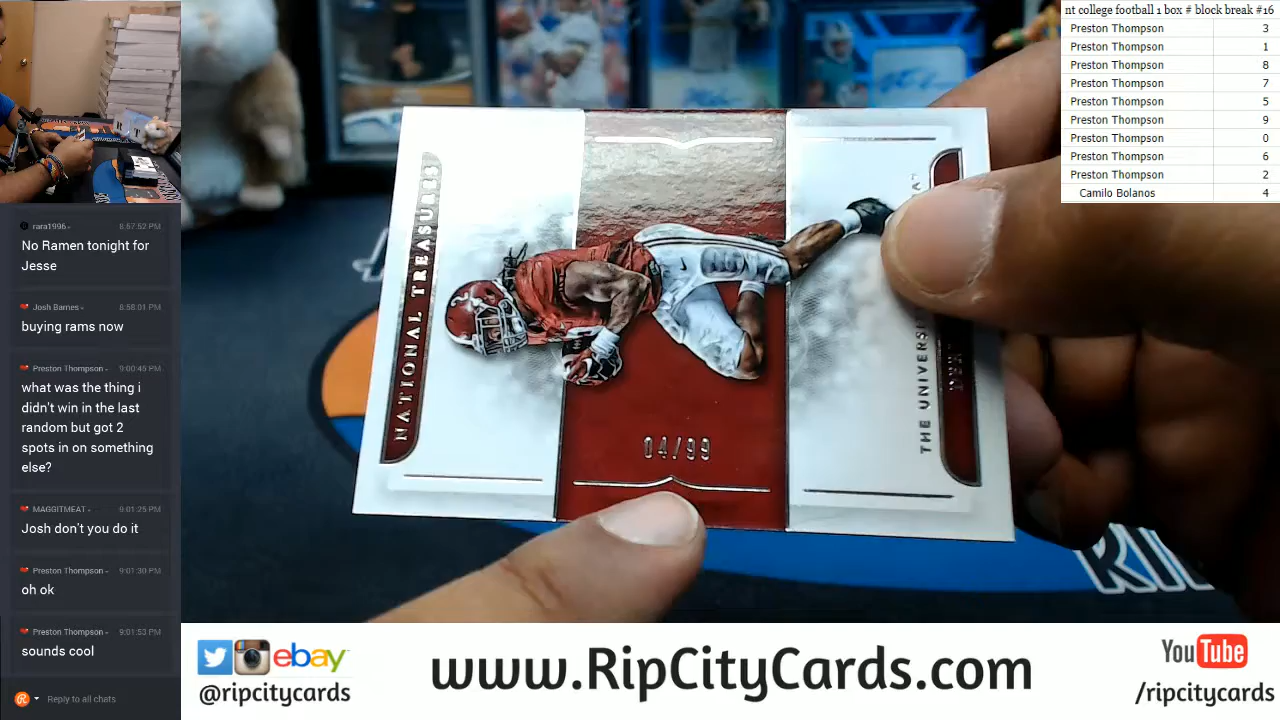 nt college football 1 box # block break #16
Preston Thompson 3
Preston Thompson 1
Preston Thompson 8
Preston Thompson 7
Preston Thompson 5
Preston Thompson 9
Preston Thompson 0
Preston Thompson 6
Preston Thompson 2
Camilo Bolanos 4
rara1996- 8:57:52 PM
No Ramen tonight for
Jesse
Josh Barnes - 8:58:01 PM
buying rams now
Preston Thompson - 9:00:45 PM
what was the thing i
didn't win in the last
random but got 2
spots in on something
else?
MAGGITMEAT - 9:01:25 PM
Josh don't you do it
Preston Thompson - 9:01:30 PM
oh ok
Preston Thompson - 9:01:53 PM
sounds cool
Reply to all chats
NATIONAL TREASURES
04/99
THE
ebay
@ripcitycards
www.RipCityCards.com
YouTube
/ripcitycards